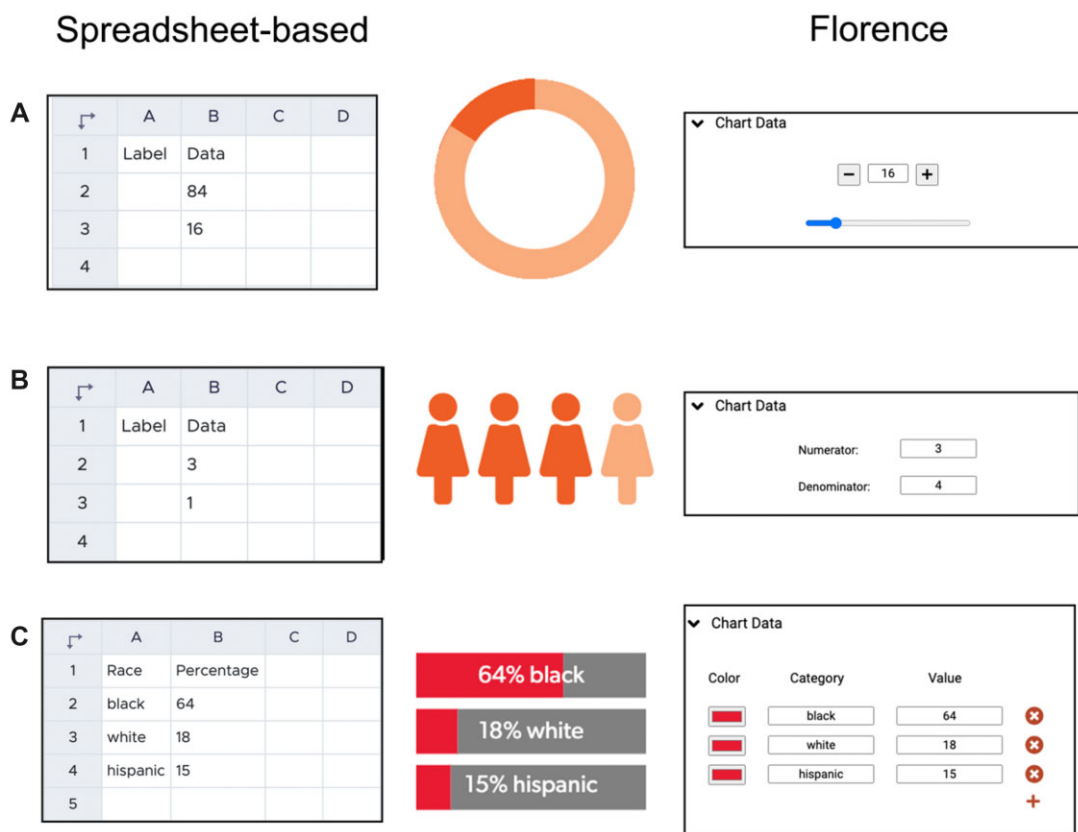 Spreadsheet-based Florence
A
A B C D
1 Label Data
2 84
3 16
4
Chart Data
− 16 +
B
A B C D
1 Label Data
2 3
3 1
4
Chart Data
Numerator: 3
Denominator: 4
C
A B C D
1 Race Percentage
2 black 64
3 white 18
4 hispanic 15
5
64% black
18% white
15% hispanic
Chart Data
Color Category Value
black 64
white 18
hispanic 15
+